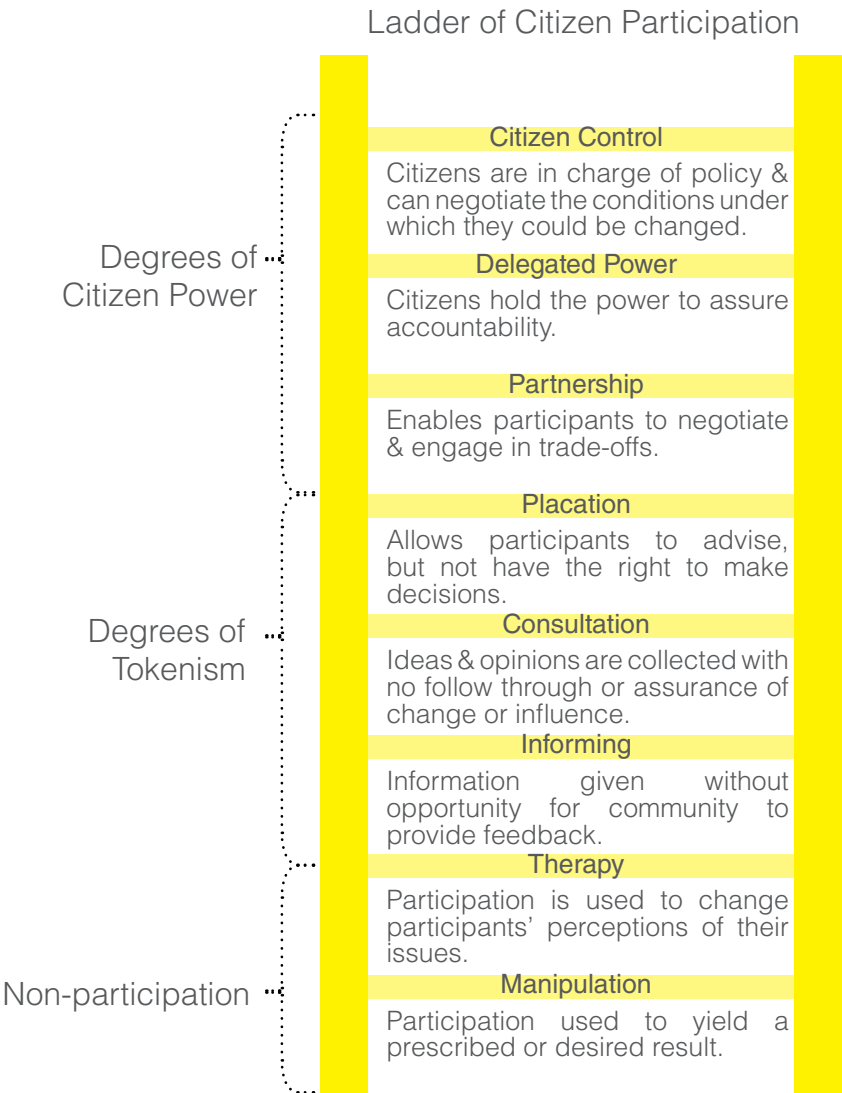 Ladder of Citizen Participation
Degrees of
Citizen Power
Citizen Control
Citizens are in charge of policy &
can negotiate the conditions under
which they could be changed.
Delegated Power
Citizens hold the power to assure
accountability.
Partnership
Enables participants to negotiate
& engage in trade-offs.
Degrees of
Tokenism
Placation
Allows participants to advise,
but not have the right to make
decisions.
Consultation
Ideas & opinions are collected with
no follow through or assurance of
change or influence.
Informing
Information given without
opportunity for community to
provide feedback.
Non-participation
Therapy
Participation is used to change
participants’ perceptions of their
issues.
Manipulation
Participation used to yield a
prescribed or desired result.